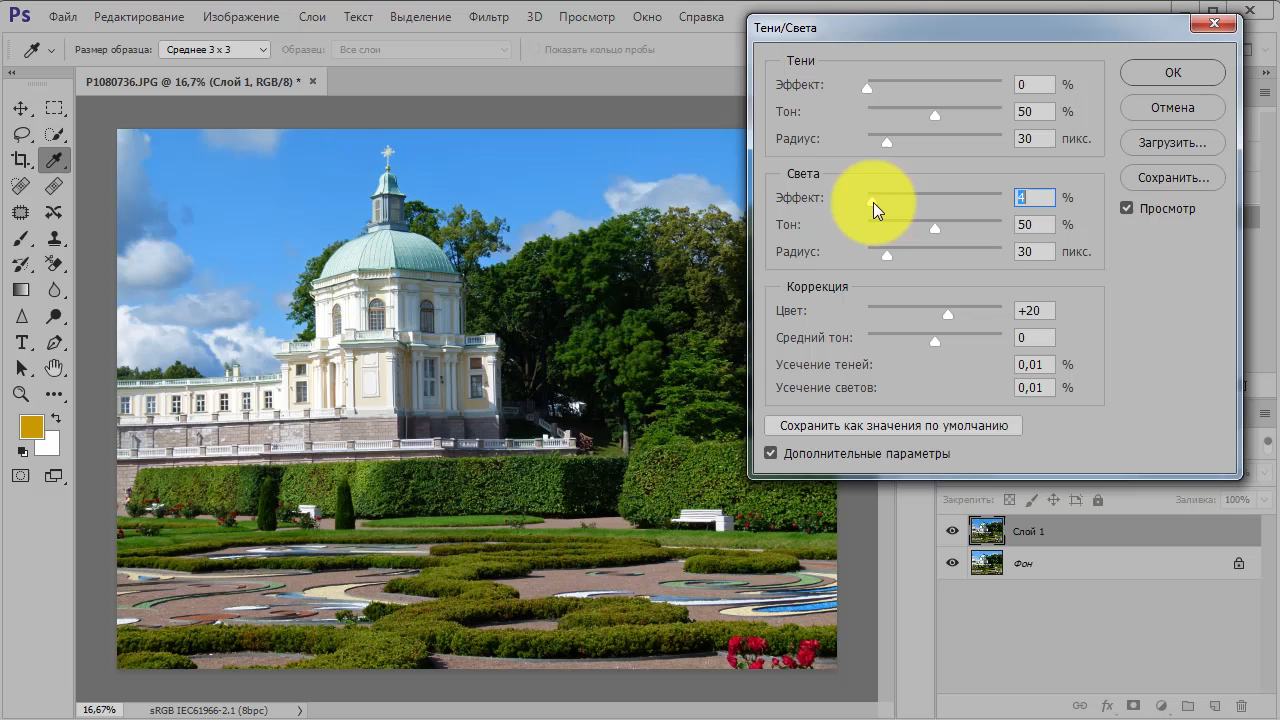 Ps Файл Редактирование Изображение Слои Текст Выделение Фильтр 3D Просмотр Окно Справка
Размер образца: Среднее 3 x 3 Образец: Все слои Показать кольцо пробы
P1080736.JPG @ 16,7% (Слой 1, RGB/8) *
Тени/Света
Тени
Эффект: 0 %
Тон: 50 %
Радиус: 30 пикс.
Света
Эффект: 4 %
Тон: 50 %
Радиус: 30 пикс.
Коррекция
Цвет: +20
Средний тон: 0
Усечение теней: 0,01 %
Усечение светов: 0,01 %
Сохранить как значения по умолчанию
Дополнительные параметры
OK
Отмена
Загрузить...
Сохранить...
Просмотр
Закрепить: Заливка: 100%
Слой 1
Фон
fx
16,67% sRGB IEC61966-2.1 (8bpc)